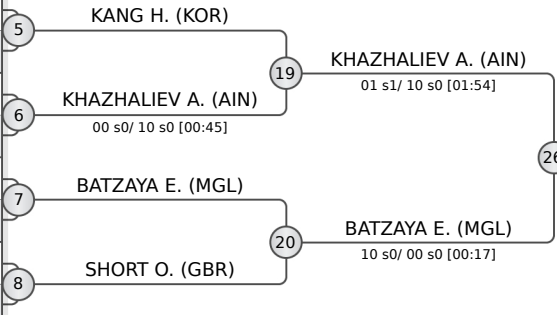 KANG H. (KOR)
5
KHAZHALIEV A. (AIN)
19
01 s1/ 10 s0 [01:54]
KHAZHALIEV A. (AIN)
6
00 s0/ 10 s0 [00:45]
26
BATZAYA E. (MGL)
7
BATZAYA E. (MGL)
20
10 s0/ 00 s0 [00:17]
SHORT O. (GBR)
8